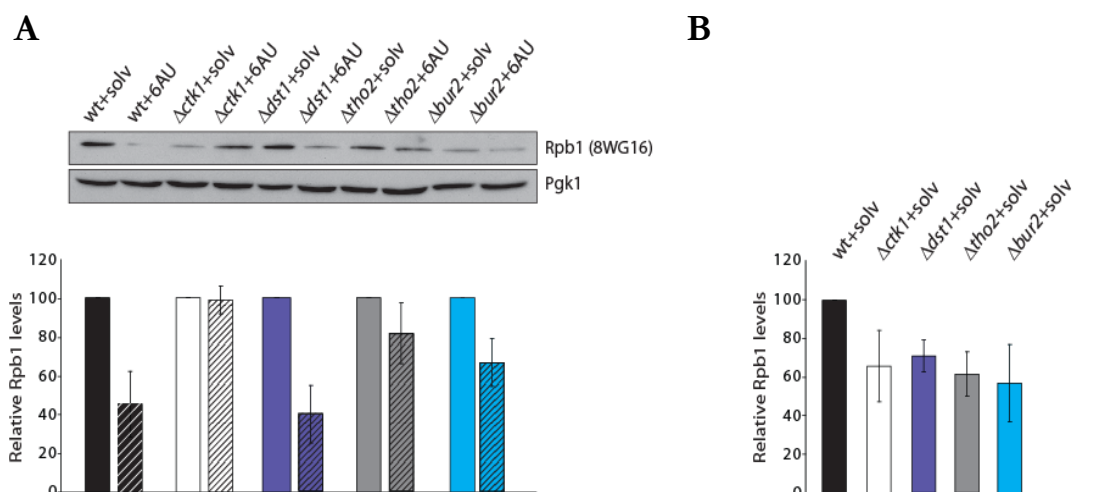 A
wt+solv
wt+6AU
Δctk1+solv
Δctk1+6AU
Δdst1+solv
Δdst1+6AU
Δtho2+solv
Δtho2+6AU
Δbur2+solv
Δbur2+6AU
Rpb1 (8WG16)
Pgk1
Relative Rpb1 levels
120
100
80
60
40
20
0
B
wt+solv
Δctk1+solv
Δdst1+solv
Δtho2+solv
Δbur2+solv
Relative Rpb1 levels
120
100
80
60
40
20
0